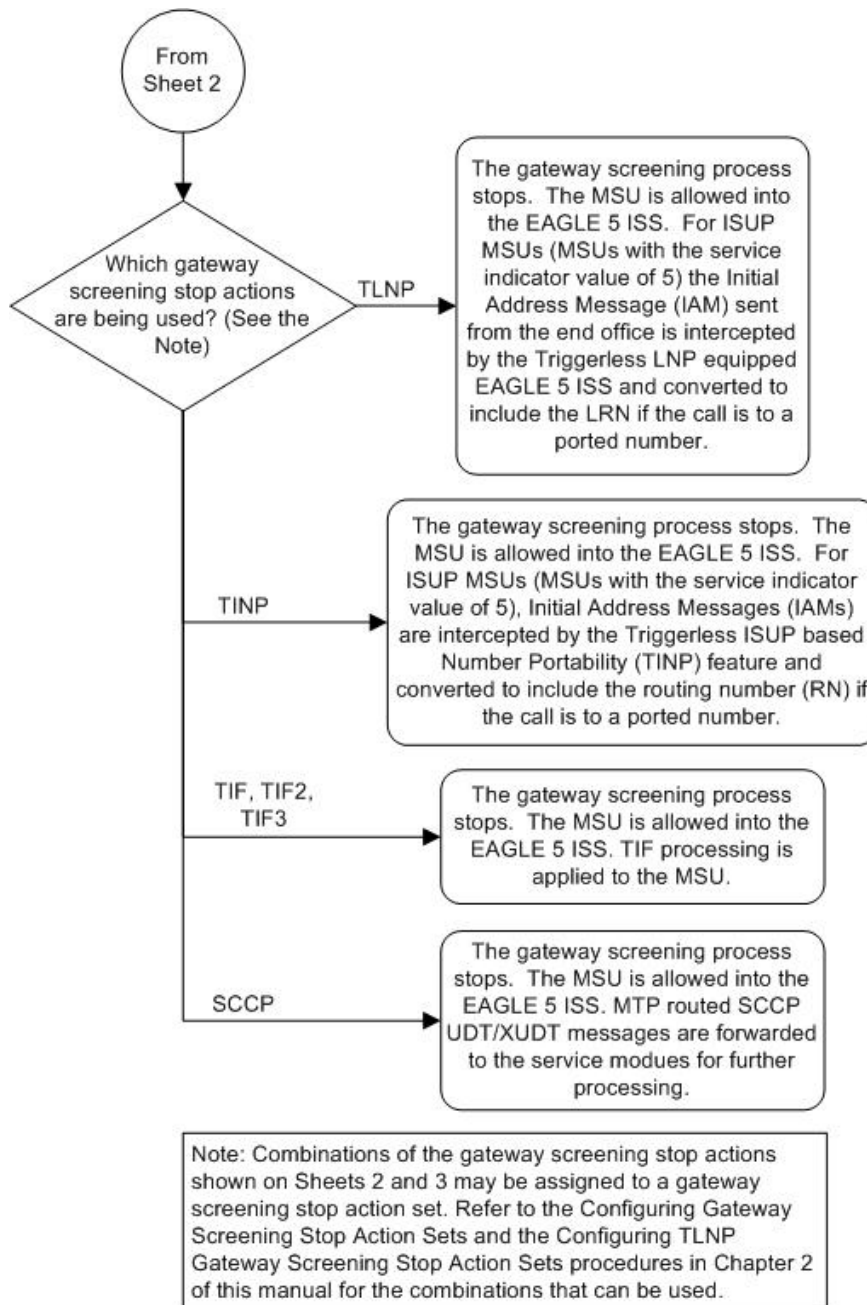 From
Sheet 2
Which gateway
screening stop actions
are being used? (See the
Note)
TLNP
The gateway screening process
stops. The MSU is allowed into
the EAGLE 5 ISS. For ISUP
MSUs (MSUs with the service
indicator value of 5) the Initial
Address Message (IAM) sent
from the end office is intercepted
by the Triggerless LNP equipped
EAGLE 5 ISS and converted to
include the LRN if the call is to a
ported number.
TINP
The gateway screening process stops. The
MSU is allowed into the EAGLE 5 ISS. For
ISUP MSUs (MSUs with the service indicator
value of 5), Initial Address Messages (IAMs)
are intercepted by the Triggerless ISUP based
Number Portability (TINP) feature and
converted to include the routing number (RN) if
the call is to a ported number.
TIF, TIF2,
TIF3
The gateway screening process
stops. The MSU is allowed into the
EAGLE 5 ISS. TIF processing is
applied to the MSU.
SCCP
The gateway screening process
stops. The MSU is allowed into the
EAGLE 5 ISS. MTP routed SCCP
UDT/XUDT messages are forwarded
to the service modues for further
processing.
Note: Combinations of the gateway screening stop actions
shown on Sheets 2 and 3 may be assigned to a gateway
screening stop action set. Refer to the Configuring Gateway
Screening Stop Action Sets and the Configuring TLNP
Gateway Screening Stop Action Sets procedures in Chapter 2
of this manual for the combinations that can be used.